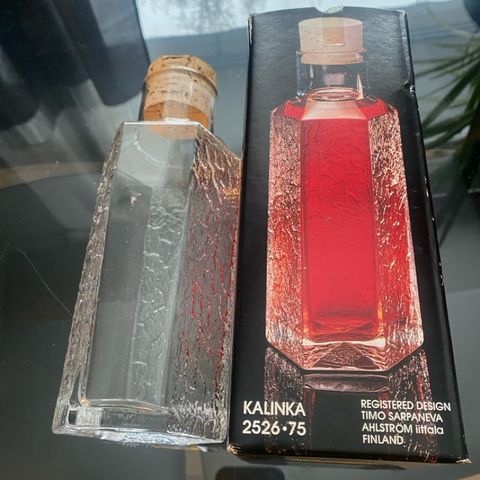 KALINKA
2526·75
REGISTERED DESIGN
TIMO SARPANEVA
AHLSTRÖM iittala
FINLAND